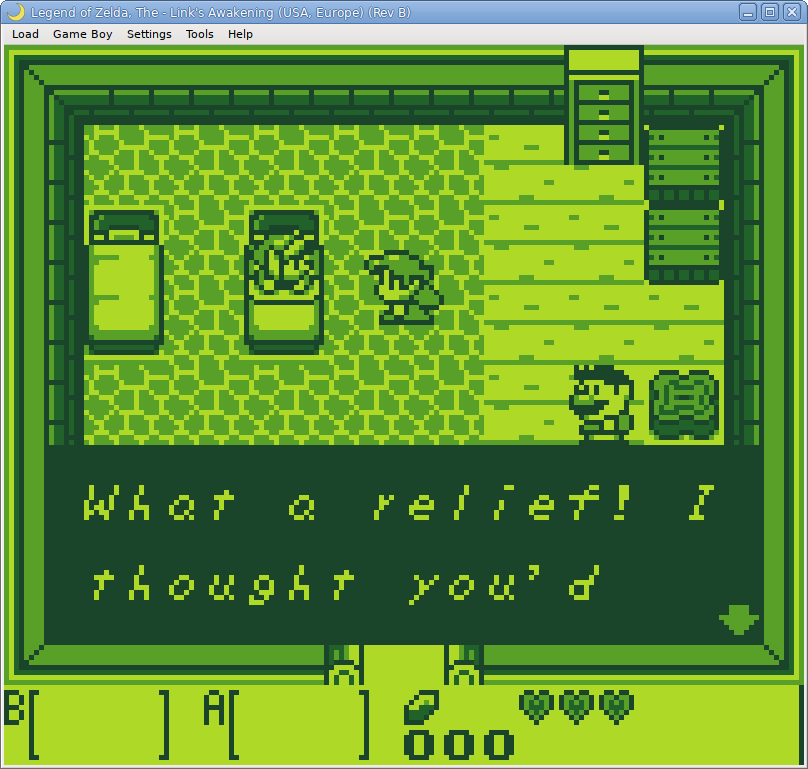 Legend of Zelda, The - Link's Awakening (USA, Europe) (Rev B)
Load Game Boy Settings Tools Help
What a relief! I
thought you'd
B[ ] A[ ]
000